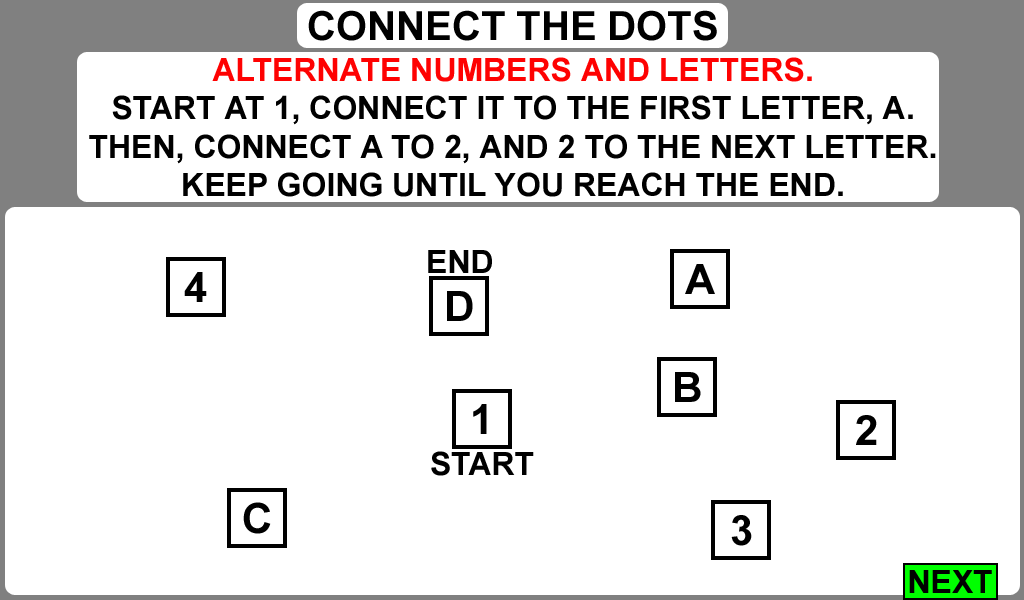 CONNECT THE DOTS
ALTERNATE NUMBERS AND LETTERS.
START AT 1, CONNECT IT TO THE FIRST LETTER, A.
THEN, CONNECT A TO 2, AND 2 TO THE NEXT LETTER.
KEEP GOING UNTIL YOU REACH THE END.
4
END
D
A
B
1
START
2
C
3
NEXT